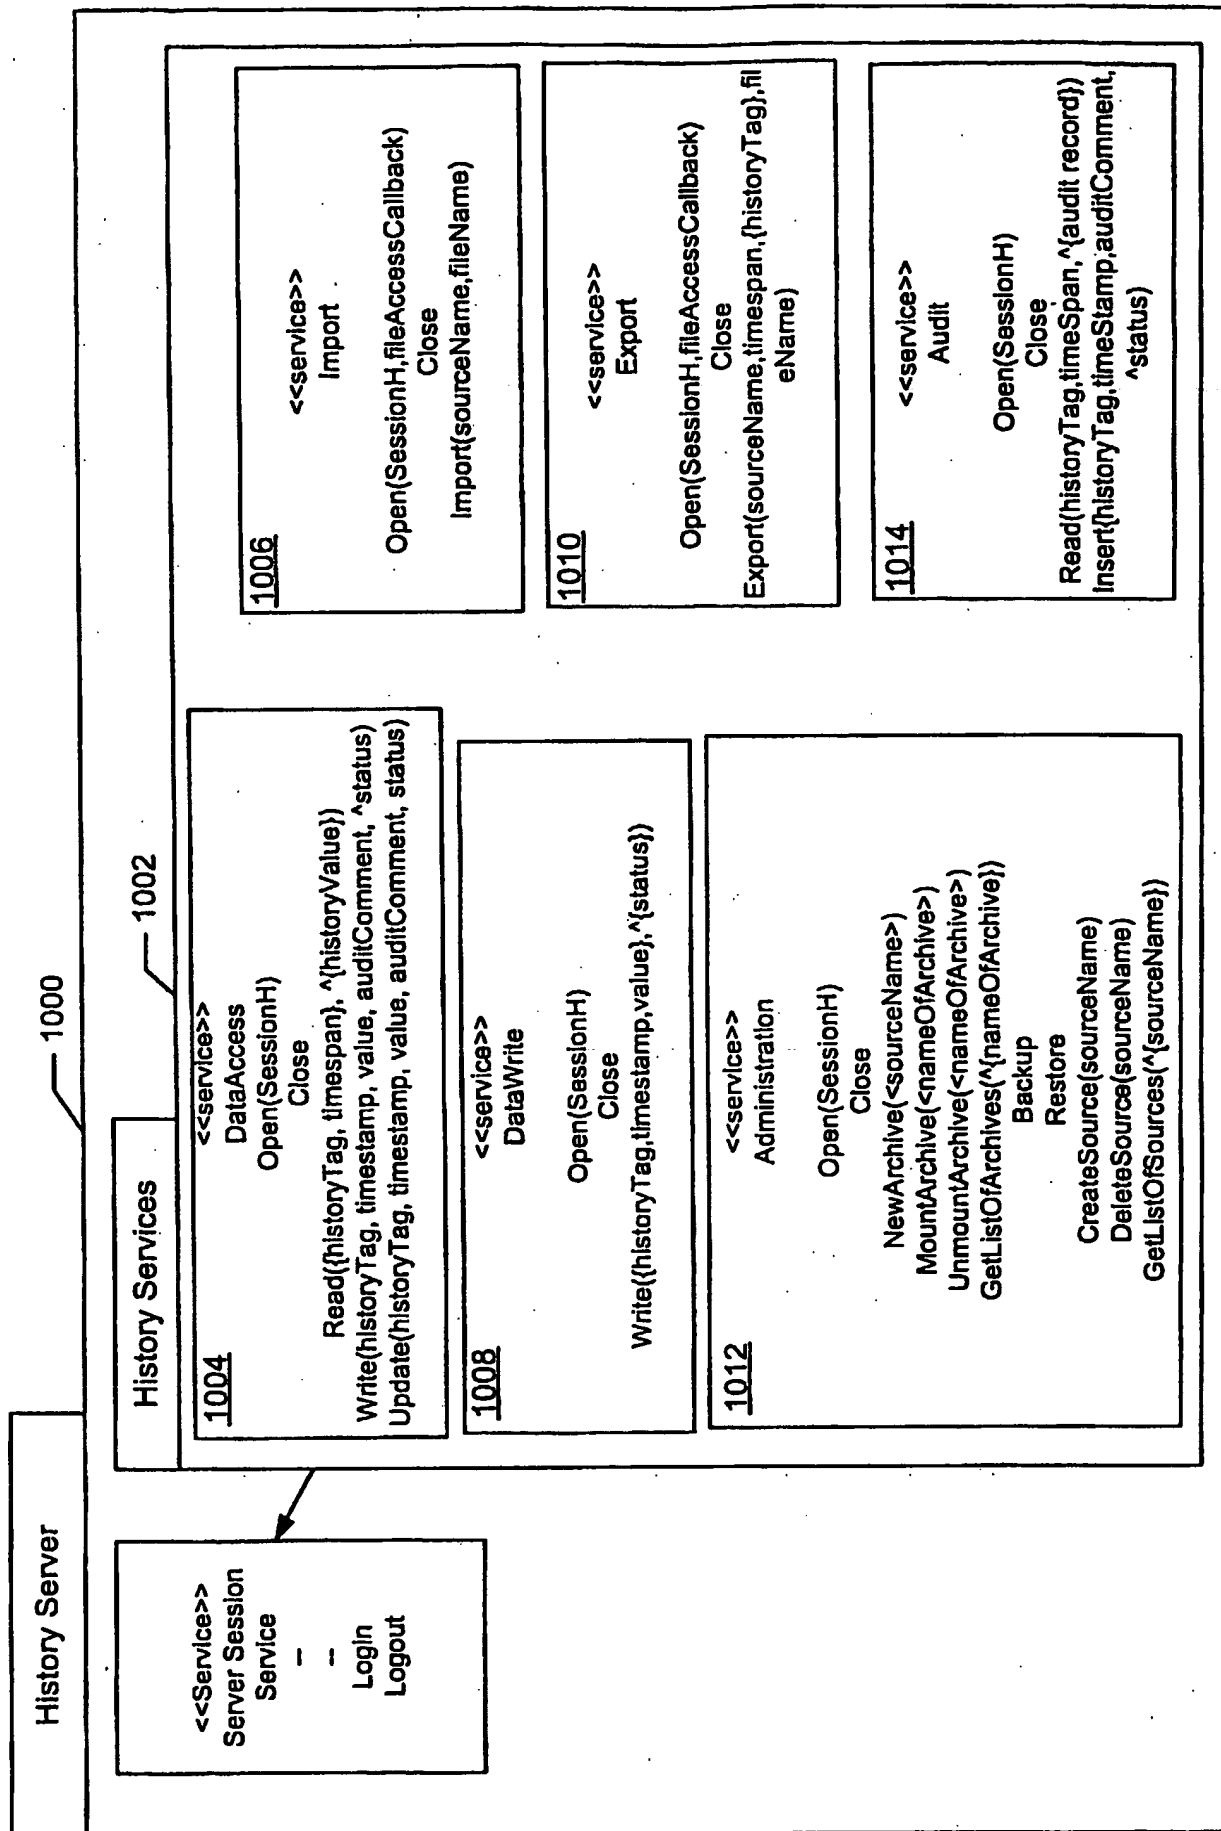 History Server
1000
<<Service>>
Server Session
Service
--
--
Login
Logout
History Services
1002
1004
<<service>>
DataAccess
Open(SessionH)
Close
Read({historyTag, timespan}, ^{historyValue})
Write(historyTag, timestamp, value, auditComment, ^status)
Update(historyTag, timestamp, value, auditComment, status)
1006
<<service>>
Import
Open(SessionH,fileAccessCallback)
Close
Import(sourceName,fileName)
1008
<<service>>
DataWrite
Open(SessionH)
Close
Write({historyTag,timestamp,value},^{status})
1010
<<service>>
Export
Open(SessionH,fileAccessCallback)
Close
Export(sourceName,timespan,{historyTag},fil
eName)
1012
<<service>>
Administration
Open(SessionH)
Close
NewArchive(<sourceName>)
MountArchive(<nameOfArchive>)
UnmountArchive(<nameOfArchive>)
GetListOfArchives(^{nameOfArchive})
Backup
Restore
CreateSource(sourceName)
DeleteSource(sourceName)
GetListOfSources(^{sourceName})
1014
<<service>>
Audit
Open(SessionH)
Close
Read(historyTag,timeSpan,^{audit record})
Insert{historyTag,timeStamp,auditComment,
^status)